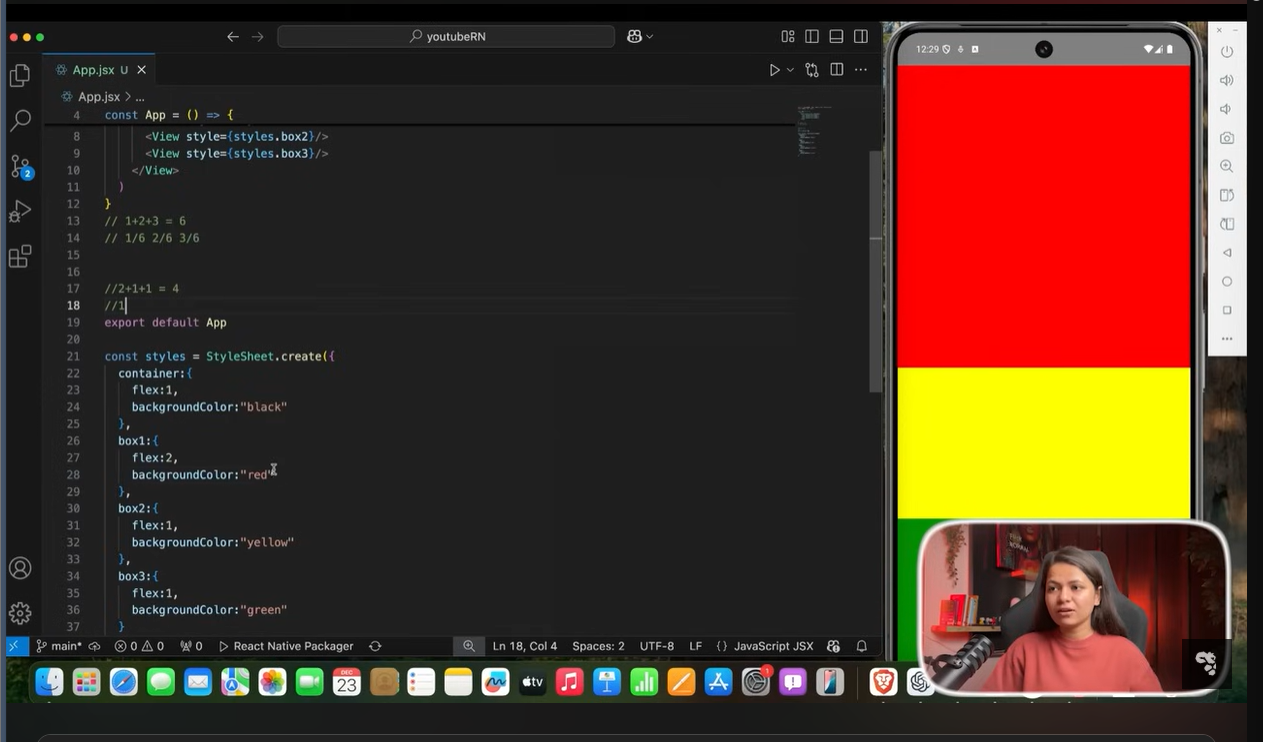 youtubeRN
App.jsx U
App.jsx > ...
4 const App = () => {
8 <View style={styles.box2}/>
9 <View style={styles.box3}/>
10 </View>
11 )
12 }
13 // 1+2+3 = 6
14 // 1/6 2/6 3/6
15
16
17 //2+1+1 = 4
18 //1
19 export default App
20
21 const styles = StyleSheet.create({
22 container:{
23 flex:1,
24 backgroundColor:"black"
25 },
26 box1:{
27 flex:2,
28 backgroundColor:"red"
29 },
30 box2:{
31 flex:1,
32 backgroundColor:"yellow"
33 },
34 box3:{
35 flex:1,
36 backgroundColor:"green"
37 }
2
12:29
main* 0 0 0 React Native Packager Ln 18, Col 4 Spaces: 2 UTF-8 LF {} JavaScript JSX
DEC
23
tv
1